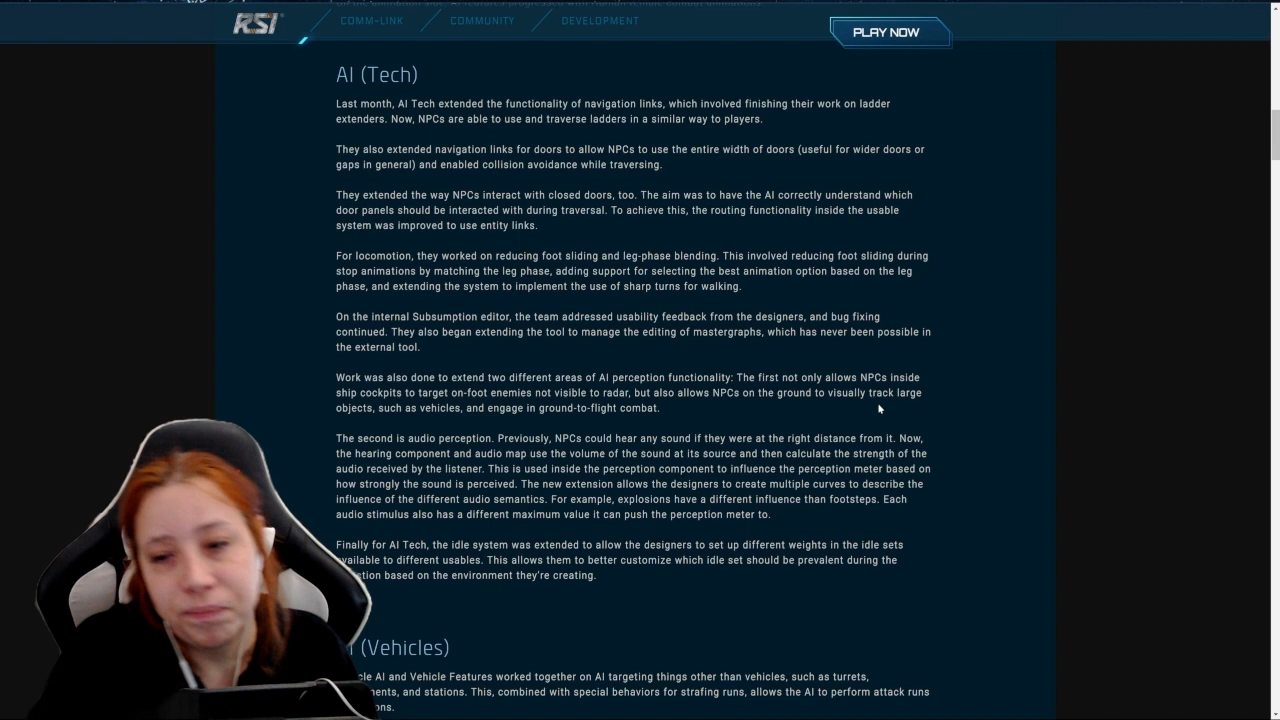 RSI
COMM-LINK
COMMUNITY
DEVELOPMENT
PLAY NOW
AI (Tech)
Last month, AI Tech extended the functionality of navigation links, which involved finishing their work on ladder
extenders. Now, NPCs are able to use and traverse ladders in a similar way to players.
They also extended navigation links for doors to allow NPCs to use the entire width of doors (useful for wider doors or
gaps in general) and enabled collision avoidance while traversing.
They extended the way NPCs interact with closed doors, too. The aim was to have the AI correctly understand which
door panels should be interacted with during traversal. To achieve this, the routing functionality inside the usable
system was improved to use entity links.
For locomotion, they worked on reducing foot sliding and leg-phase blending. This involved reducing foot sliding during
stop animations by matching the leg phase, adding support for selecting the best animation option based on the leg
phase, and extending the system to implement the use of sharp turns for walking.
On the internal Subsumption editor, the team addressed usability feedback from the designers, and bug fixing
continued. They also began extending the tool to manage the editing of mastergraphs, which has never been possible in
the external tool.
Work was also done to extend two different areas of AI perception functionality: The first not only allows NPCs inside
ship cockpits to target on-foot enemies not visible to radar, but also allows NPCs on the ground to visually track large
objects, such as vehicles, and engage in ground-to-flight combat.
The second is audio perception. Previously, NPCs could hear any sound if they were at the right distance from it. Now,
the hearing component and audio map use the volume of the sound at its source and then calculate the strength of the
audio received by the listener. This is used inside the perception component to influence the perception meter based on
how strongly the sound is perceived. The new extension allows the designers to create multiple curves to describe the
influence of the different audio semantics. For example, explosions have a different influence than footsteps. Each
audio stimulus also has a different maximum value it can push the perception meter to.
Finally for AI Tech, the idle system was extended to allow the designers to set up different weights in the idle sets
available to different usables. This allows them to better customize which idle set should be prevalent during the
based on the environment they're creating.
(Vehicles)
AI and Vehicle Features worked together on AI targeting things other than vehicles, such as turrets,
and stations. This, combined with special behaviors for strafing runs, allows the AI to perform attack runs